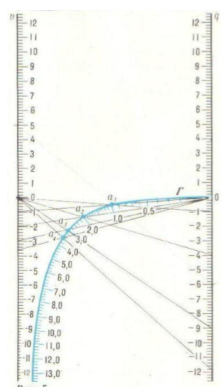 v q
12 12
11 11
10 10
9 9
8 8
7 7
6 6
5 5
4 4
3 3
2 2
1 1
0 a₁ Г 0
-1 a₂ 1,0 0,5 -1
-2 a₃ 2,0 -2
-3 3,0 -3
-4 4,0 -4
-5 5,0 -5
-6 6,0 -6
-7 7,0 -7
-8 8,0 -8
-9 9,0 -9
-10 10,0 -10
-11 11,0 -11
-12 12,0 -12
13,0